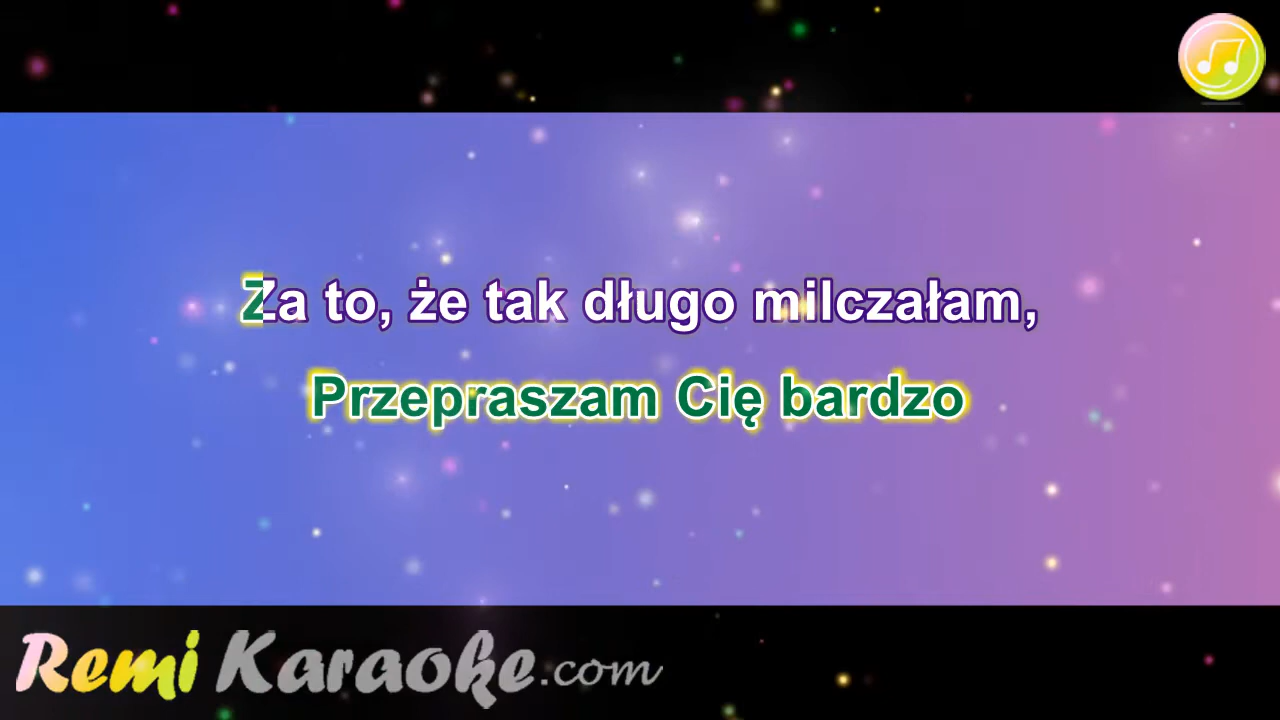 Za to, że tak długo milczałam,
Przepraszam Cię bardzo
Remi Karaoke.com